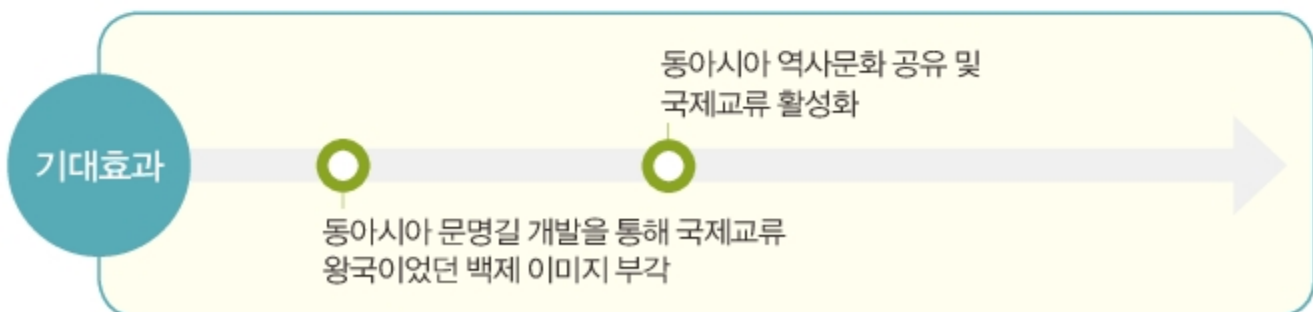 기대효과
동아시아 문명길 개발을 통해 국제교류
왕국이었던 백제 이미지 부각
동아시아 역사문화 공유 및
국제교류 활성화